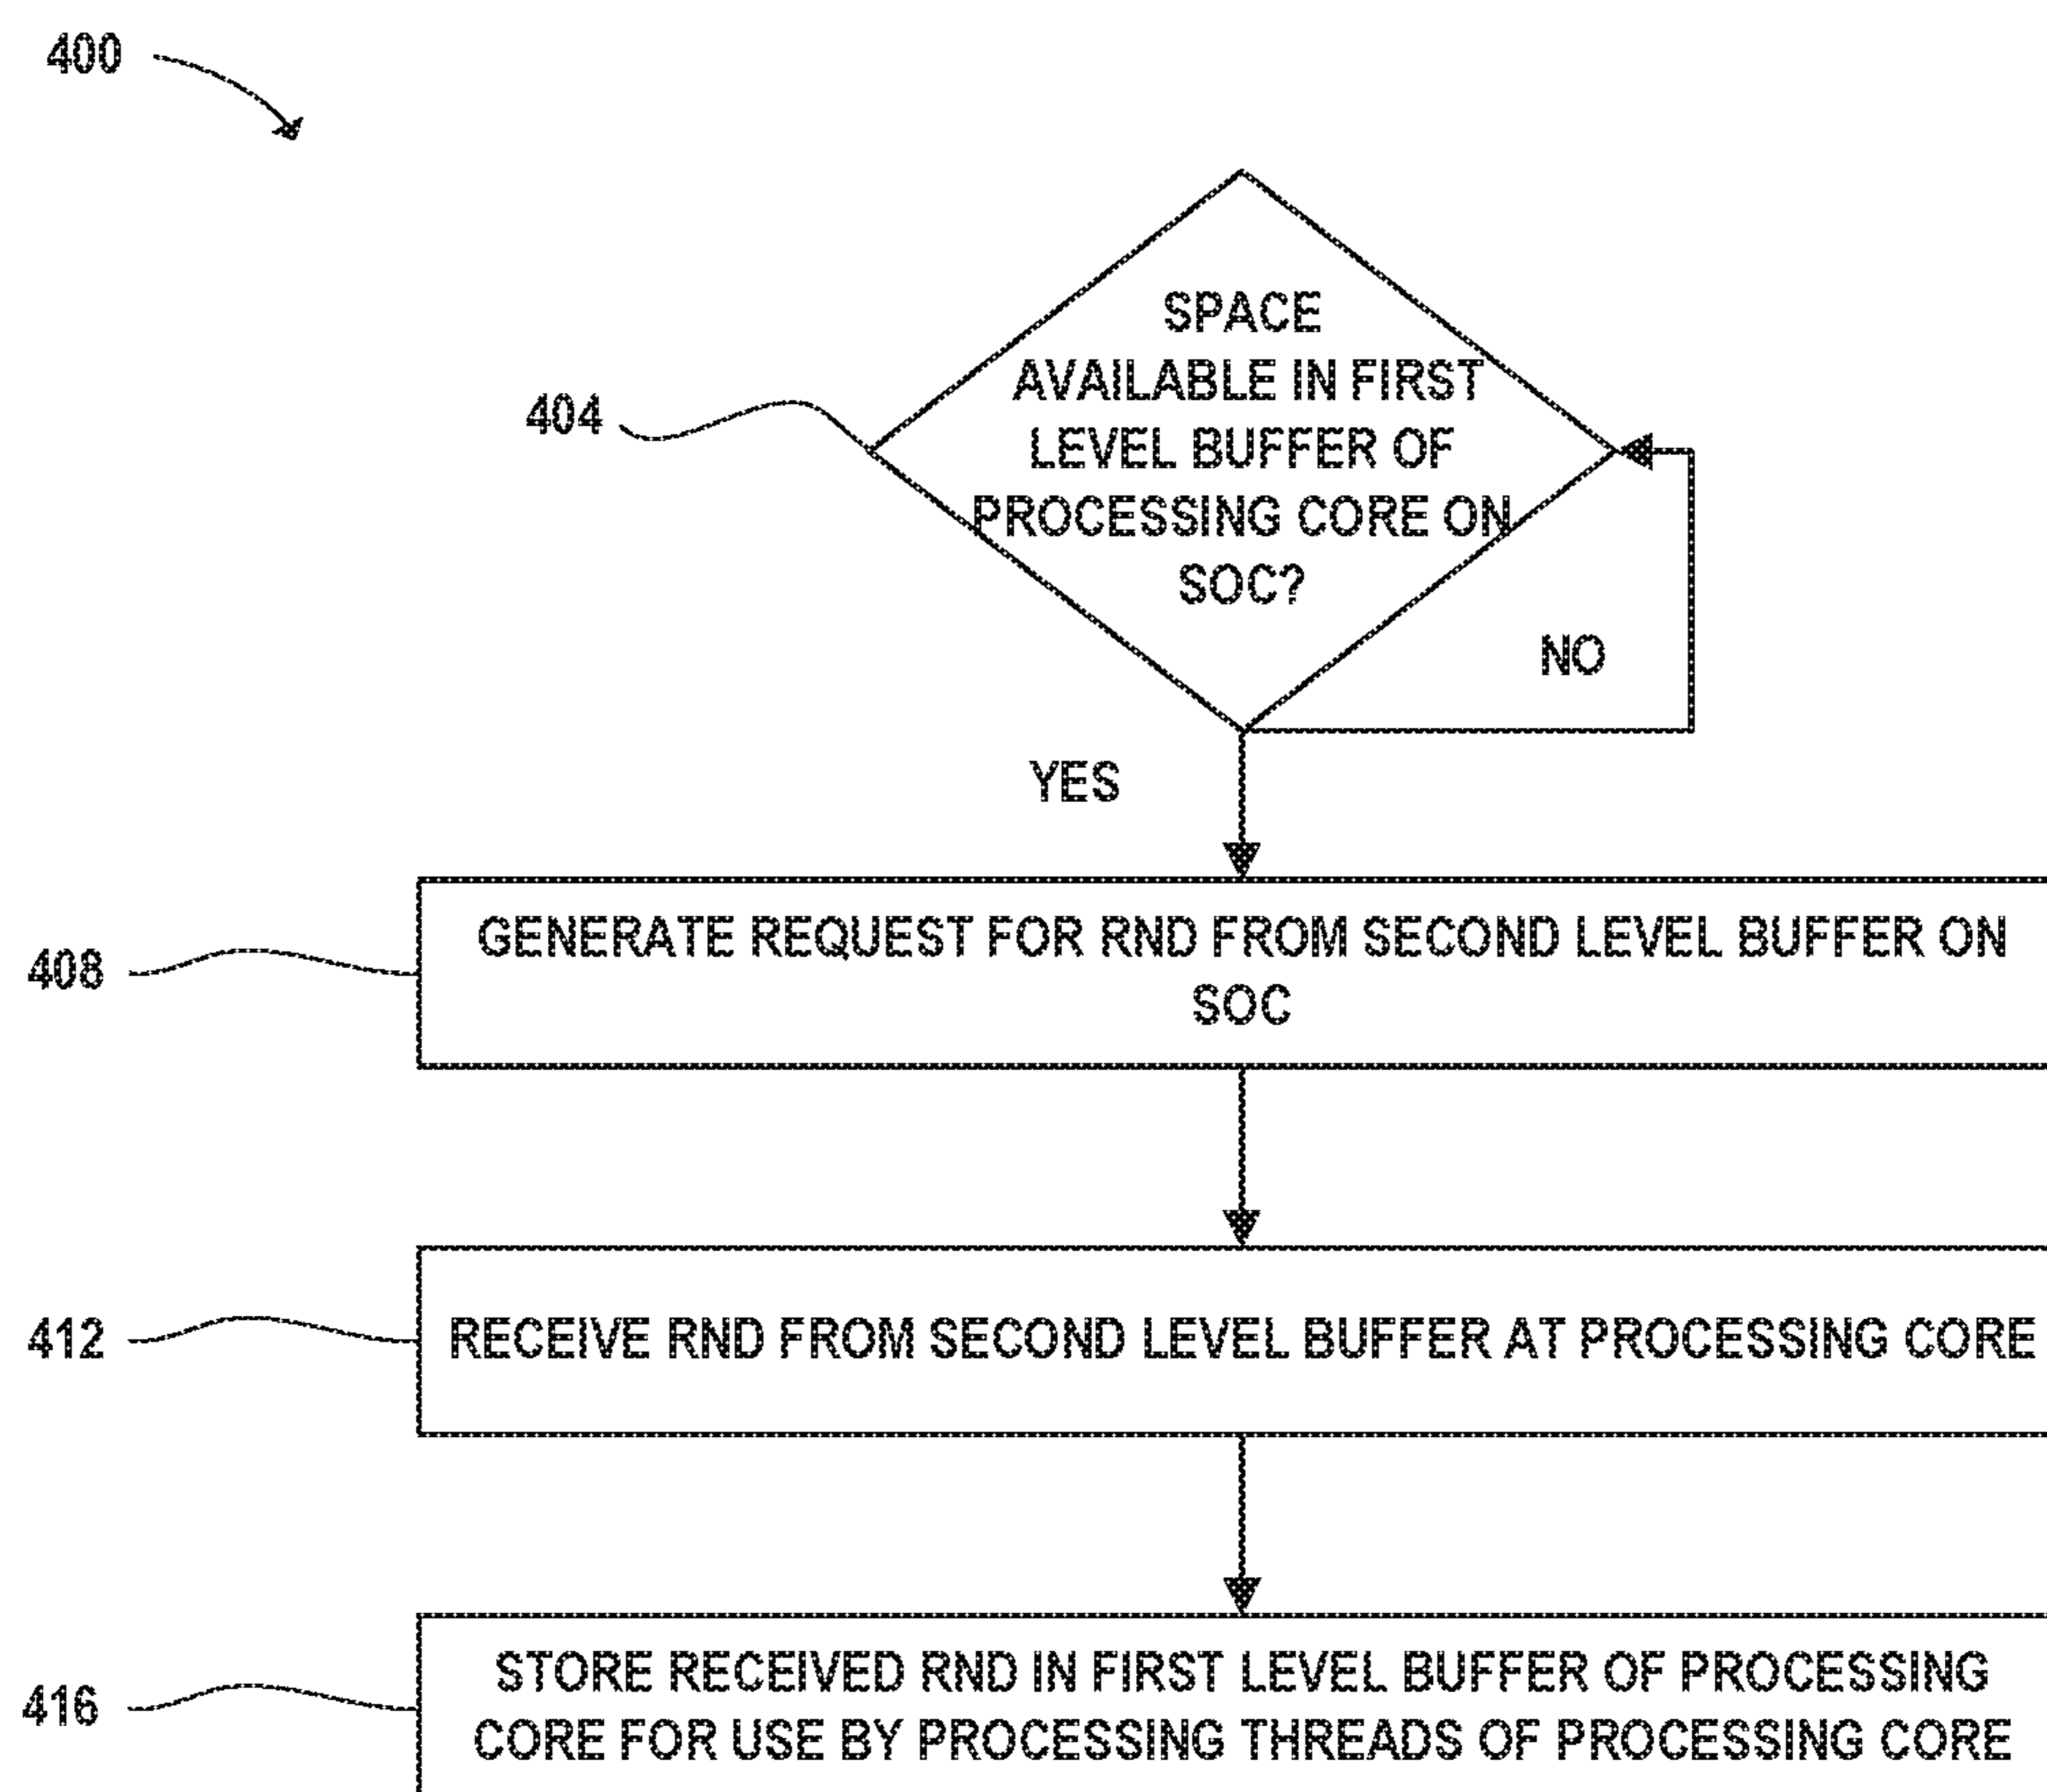 400
SPACE
AVAILABLE IN FIRST
404
LEVEL BUFFER OF
PROCESSING CORE ON
SOC?
NO
YES
GENERATE REQUEST FOR RND FROM SECOND LEVEL BUFFER ON
408
SOC
412
RECEIVE RND FROM SECOND LEVEL BUFFER AT PROCESSING CORE
STORE RECEIVED RND IN FIRST LEVEL BUFFER OF PROCESSING
416
CORE FOR USE BY PROCESSING THREADS OF PROCESSING CORE